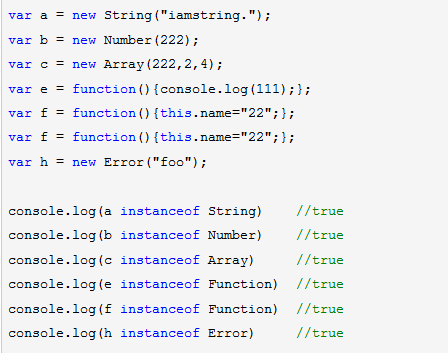 var a = new String("iamstring.");
var b = new Number(222);
var c = new Array(222,2,4);
var e = function(){console.log(111);};
var f = function(){this.name="22";};
var f = function(){this.name="22";};
var h = new Error("foo");
console.log(a instanceof String)    //true
console.log(b instanceof Number)    //true
console.log(c instanceof Array)     //true
console.log(e instanceof Function)  //true
console.log(f instanceof Function)  //true
console.log(h instanceof Error)     //true